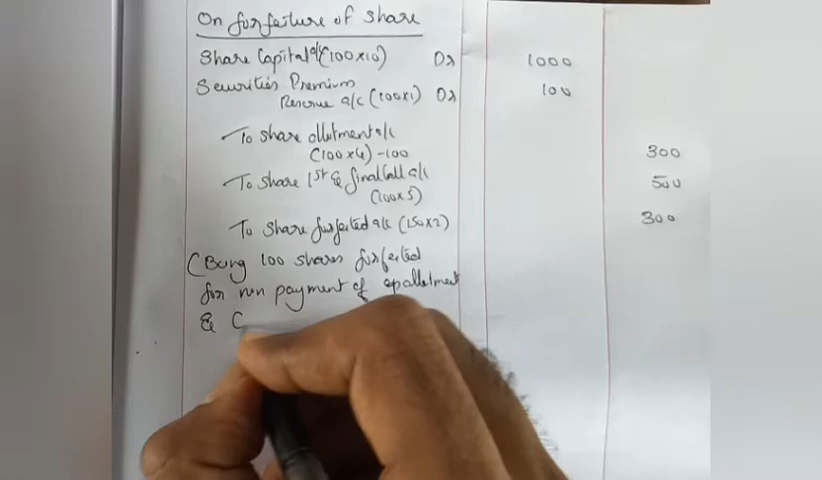 On forfeiture of share
Share Capital a/c (100x10) Dr 1000
Securities Premium
Reserve a/c (100x1) Dr 100
To share allotment a/c
(100x4) -100 300
To share 1st & final Call a/c 500
(100x5)
To share forfeited a/c (150x2) 300
(Being 100 shares forfeited
for non payment of allotment
& C